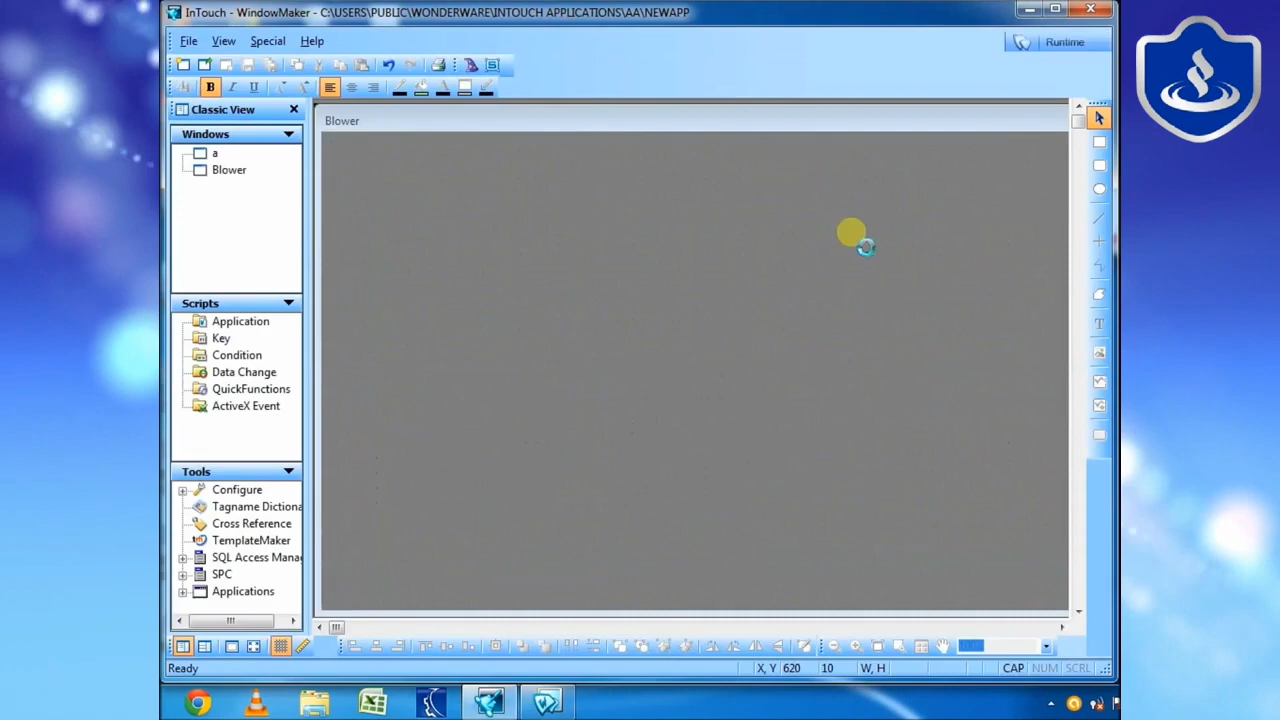 InTouch - WindowMaker - C:\USERS\PUBLIC\WONDERWARE\INTOUCH APPLICATIONS\AA\NEWAPP
File View Special Help
Runtime
B I U
Classic View
Blower
Windows
a
Blower
Scripts
Application
Key
Condition
Data Change
QuickFunctions
ActiveX Event
Tools
Configure
Tagname Dictiona
Cross Reference
TemplateMaker
SQL Access Mana
SPC
Applications
Ready
X, Y 620 10 W, H CAP NUM SCRL